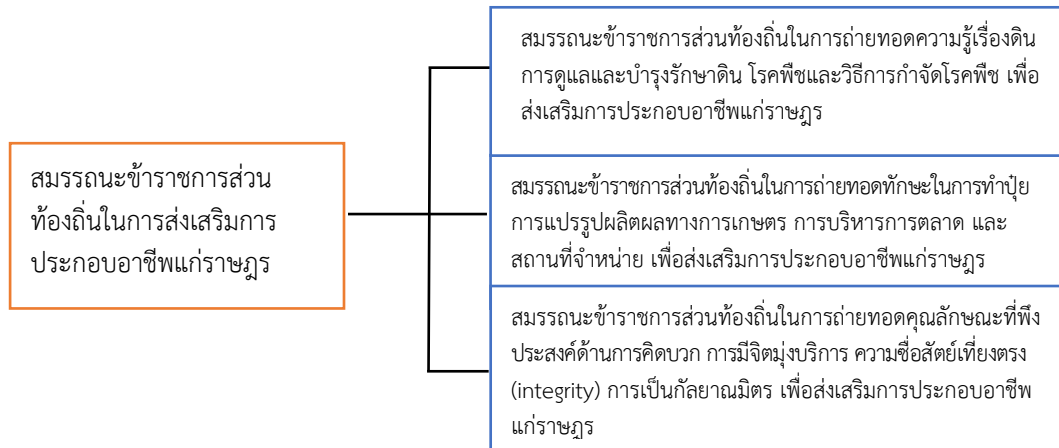 สมรรถนะข้าราชการส่วน
ท้องถิ่นในการส่งเสริมการ
ประกอบอาชีพแก่ราษฎร
สมรรถนะข้าราชการส่วนท้องถิ่นในการถ่ายทอดความรู้เรื่องดิน
การดูแลและบำรุงรักษาดิน โรคพืชและวิธีการกำจัดโรคพืช เพื่อ
ส่งเสริมการประกอบอาชีพแก่ราษฎร
สมรรถนะข้าราชการส่วนท้องถิ่นในการถ่ายทอดทักษะในการทำปุ๋ย
การแปรรูปผลิตผลทางการเกษตร การบริหารการตลาด และ
สถานที่จำหน่าย เพื่อส่งเสริมการประกอบอาชีพแก่ราษฎร
สมรรถนะข้าราชการส่วนท้องถิ่นในการถ่ายทอดคุณลักษณะที่พึง
ประสงค์ด้านการคิดบวก การมีจิตมุ่งบริการ ความซื่อสัตย์เที่ยงตรง
(integrity) การเป็นกัลยาณมิตร เพื่อส่งเสริมการประกอบอาชีพ
แก่ราษฎร